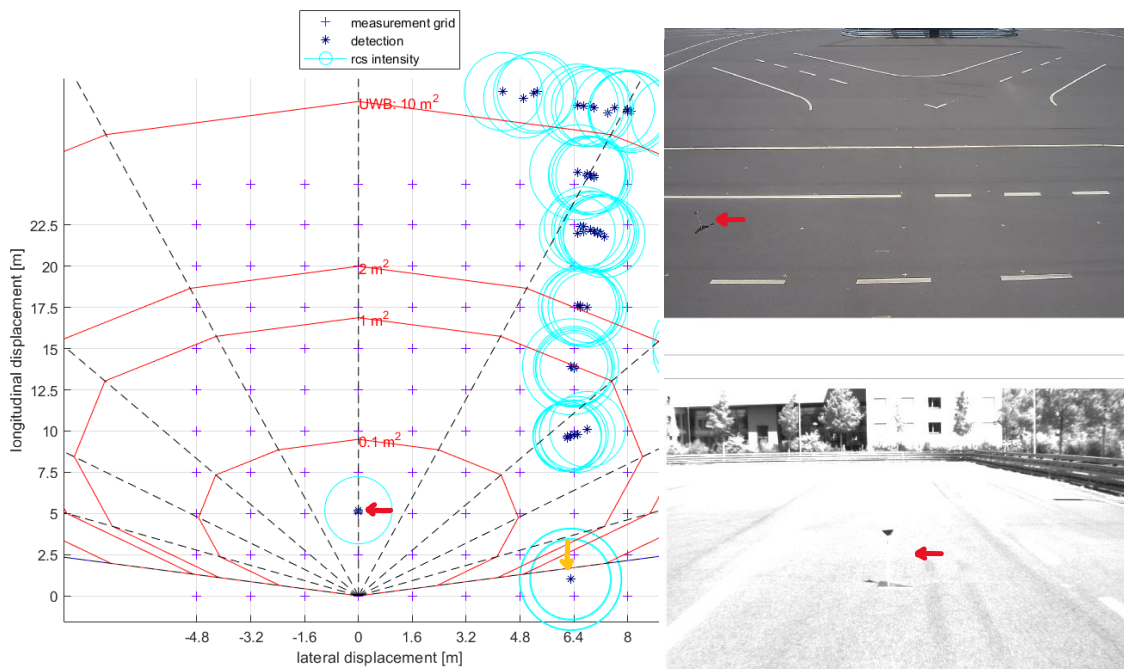 measurement grid
detection
rcs intensity
UWB: 10 m²
2 m²
1 m²
0.1 m²
longitudinal displacement [m]
22.5
20
17.5
15
12.5
10
7.5
5
2.5
0
-4.8
-3.2
-1.6
0
1.6
3.2
4.8
6.4
8
lateral displacement [m]